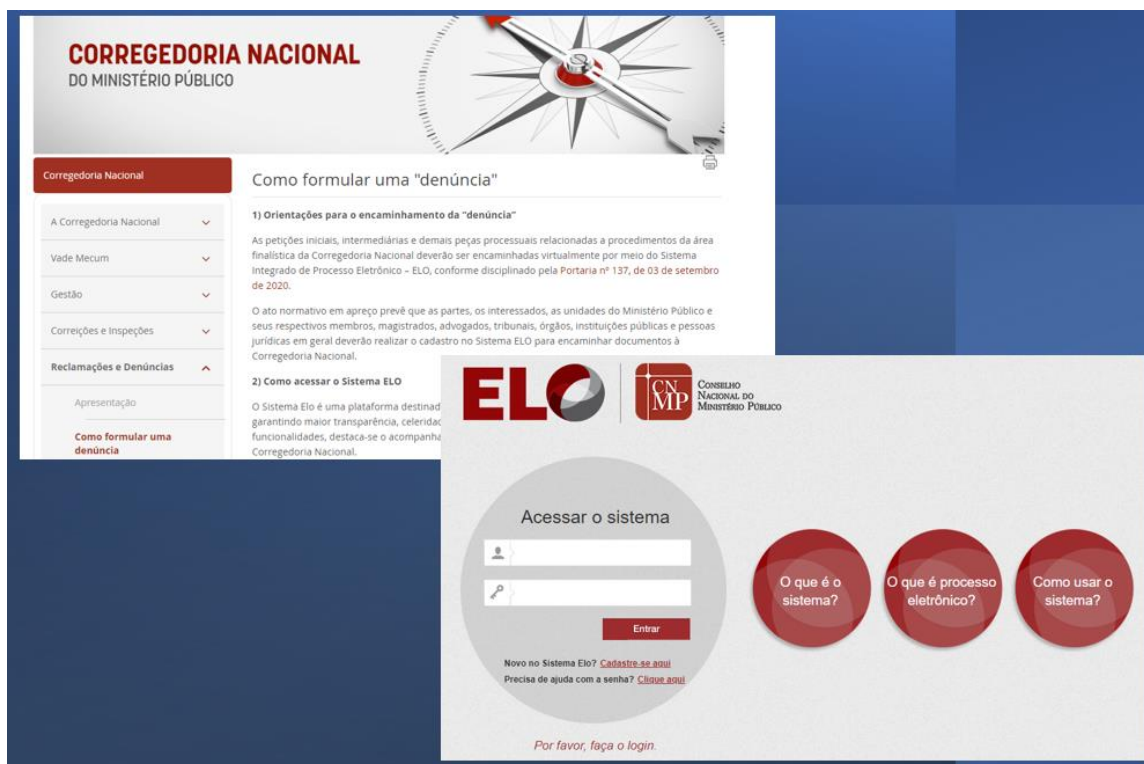 CORREGEDORIA NACIONAL
DO MINISTÉRIO PÚBLICO
Corregedoria Nacional
A Corregedoria Nacional
Vade Mecum
Gestão
Correições e Inspeções
Reclamações e Denúncias
Apresentação
Como formular uma
denúncia
Como formular uma "denúncia"
1) Orientações para o encaminhamento da "denúncia"
As petições iniciais, intermediárias e demais peças processuais relacionadas a procedimentos da área
finalística da Corregedoria Nacional deverão ser encaminhadas virtualmente por meio do Sistema
Integrado de Processo Eletrônico – ELO, conforme disciplinado pela Portaria nº 137, de 03 de setembro
de 2020.
O ato normativo em apreço prevê que as partes, os interessados, as unidades do Ministério Público e
seus respectivos membros, magistrados, advogados, tribunais, órgãos, instituições públicas e pessoas
jurídicas em geral deverão realizar o cadastro no Sistema ELO para encaminhar documentos à
Corregedoria Nacional.
2) Como acessar o Sistema ELO
O Sistema Elo é uma plataforma
garantindo maior transparência,
funcionalidades, destaca-se o
Corregedoria Nacional.
ELO
CN
MP
CONSELHO
NACIONAL DO
MINISTÉRIO PÚBLICO
Acessar o sistema
Entrar
Novo no Sistema Elo? Cadastre-se aqui
Precisa de ajuda com a senha? Clique aqui
Por favor, faça o login.
O que é o
sistema?
O que é processo
eletrônico?
Como usar o
sistema?